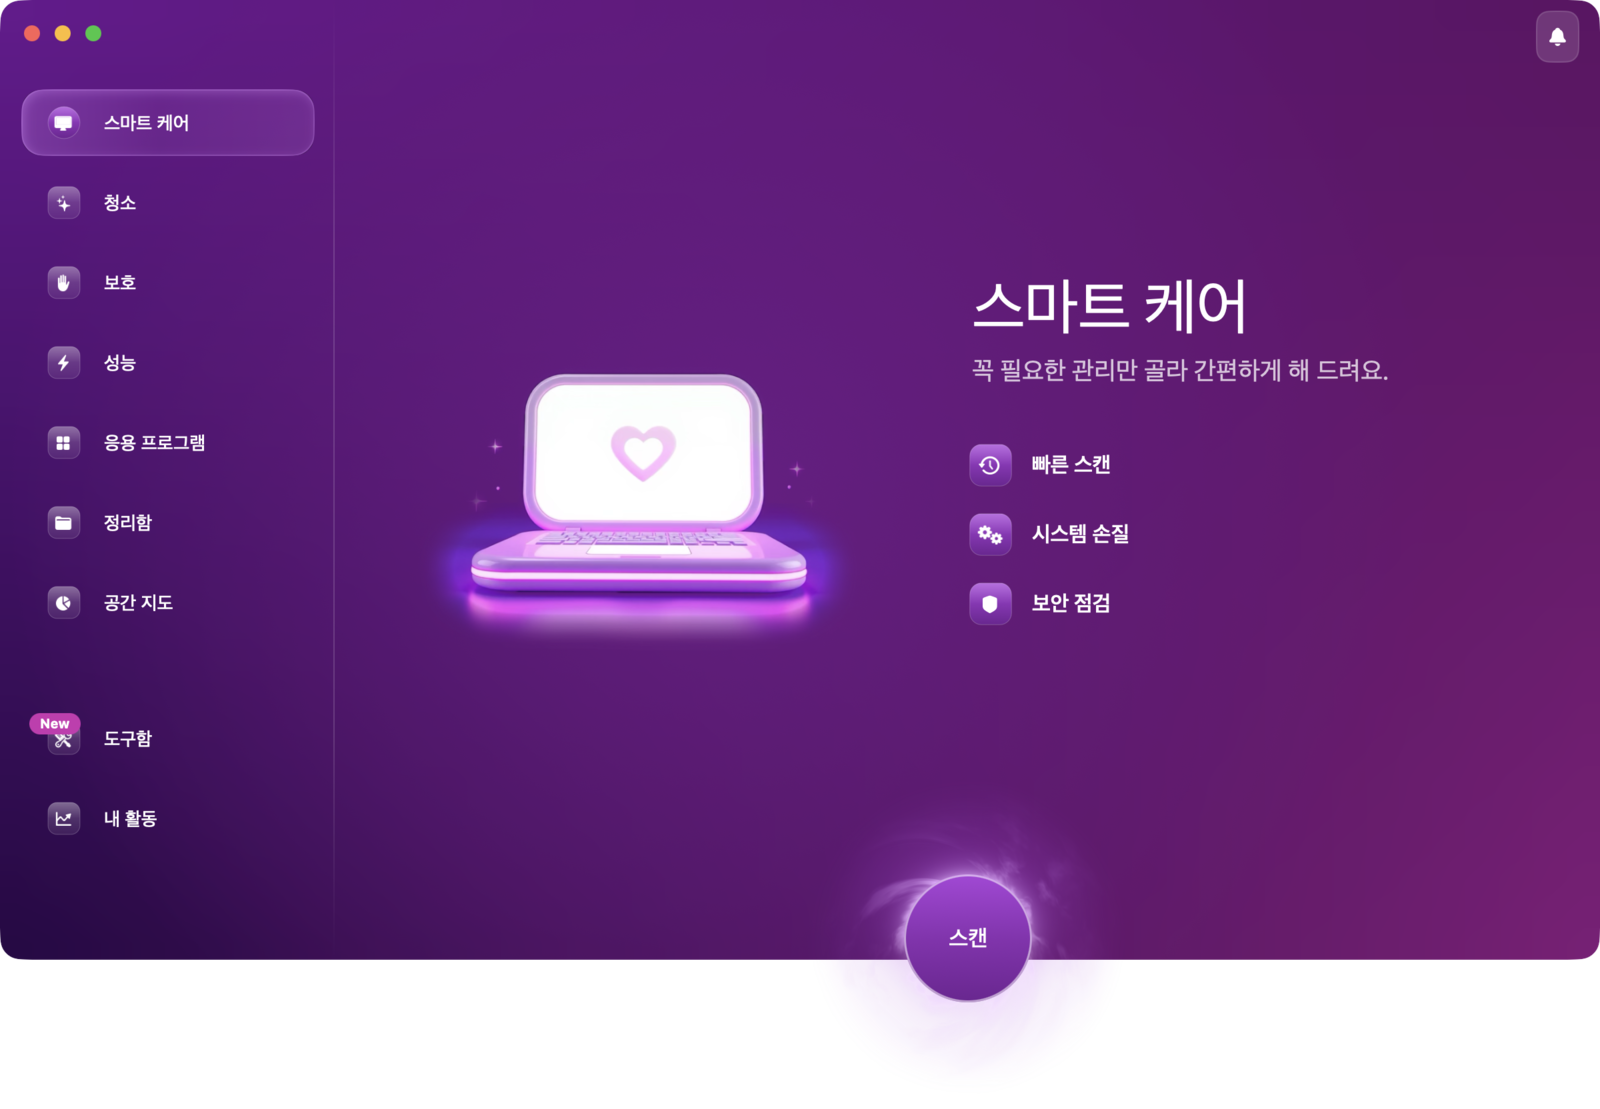 스마트 케어
청소
보호
성능
응용 프로그램
정리함
공간 지도
New
도구함
내 활동
스마트 케어
꼭 필요한 관리만 골라 간편하게 해 드려요.
빠른 스캔
시스템 손질
보안 점검
스캔